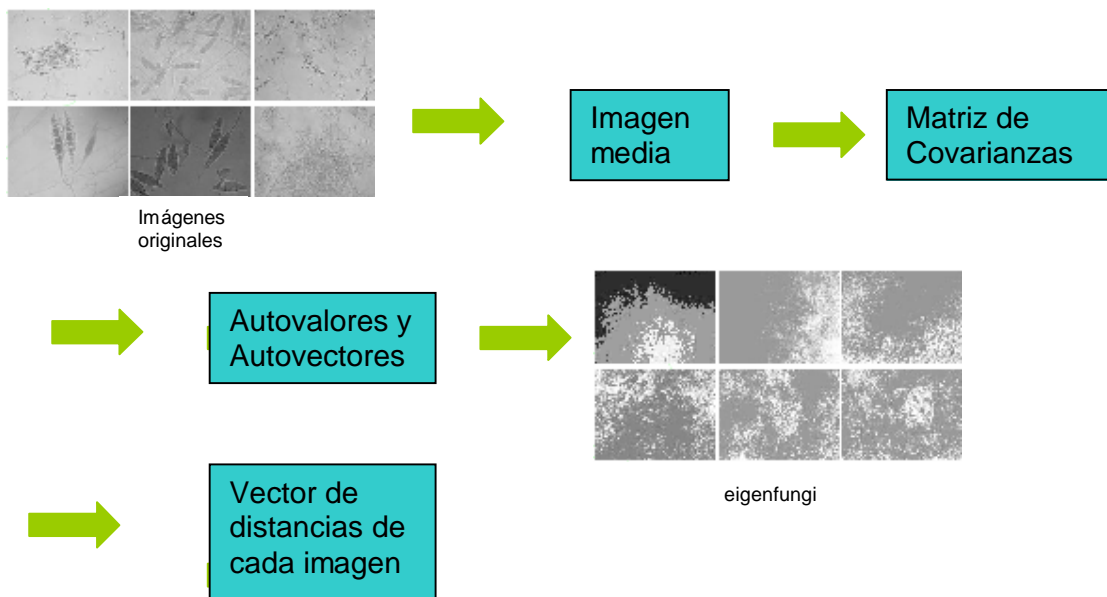 Imagen
media
Matriz de
Covarianzas
Imágenes
originales
Autovalores y
Autovectores
eigenfungi
Vector de
distancias de
cada imagen